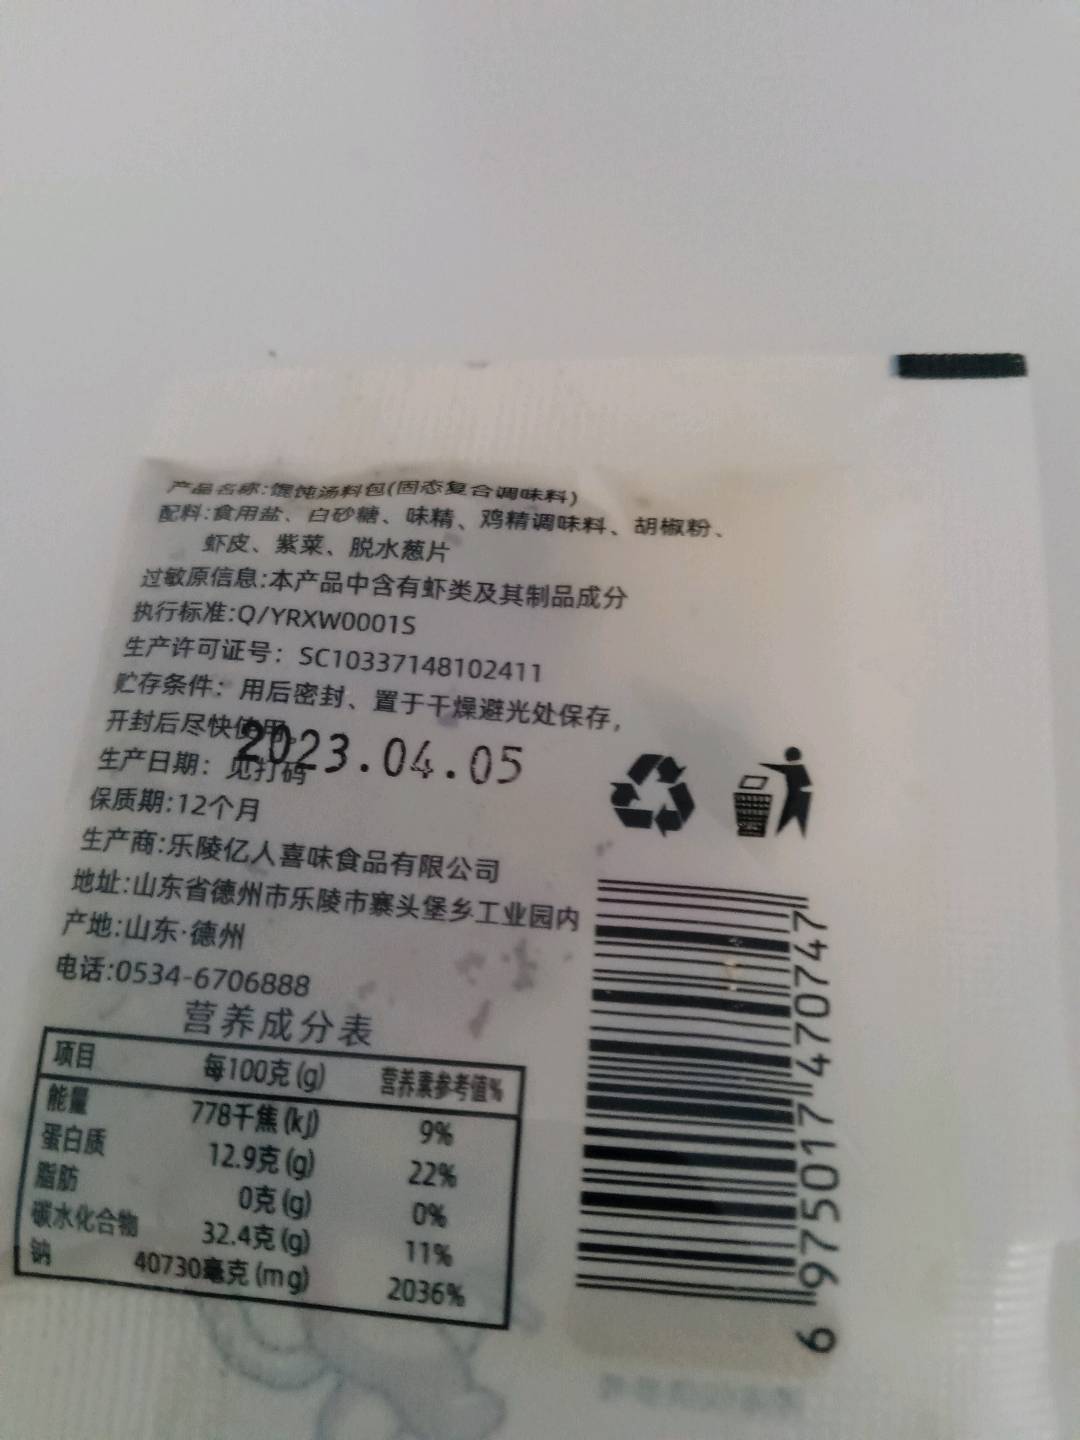 产品名称:馄饨汤料包(固态复合调味料)
配料:食用盐、白砂糖、味精、鸡精调味料、胡椒粉、
虾皮、紫菜、脱水葱片
过敏原信息:本产品中含有虾类及其制品成分
执行标准:Q/YRXW0001S
生产许可证号: SC10337148102411
贮存条件: 用后密封、置于干燥避光处保存,
开封后尽快使用。
2023.04.05
生产日期: 见打码
保质期:12个月
生产商:乐陵亿人喜味食品有限公司
地址:山东省德州市乐陵市寨头堡乡工业园内
产地:山东·德州
电话:0534-6706888
营养成分表
项目 每100克(g) 营养素参考值%
能量 778千焦(kJ) 9%
蛋白质 12.9克(g) 22%
脂肪 0克(g) 0%
碳水化合物 32.4克(g) 11%
钠 40730毫克(mg) 2036%
6975017470747